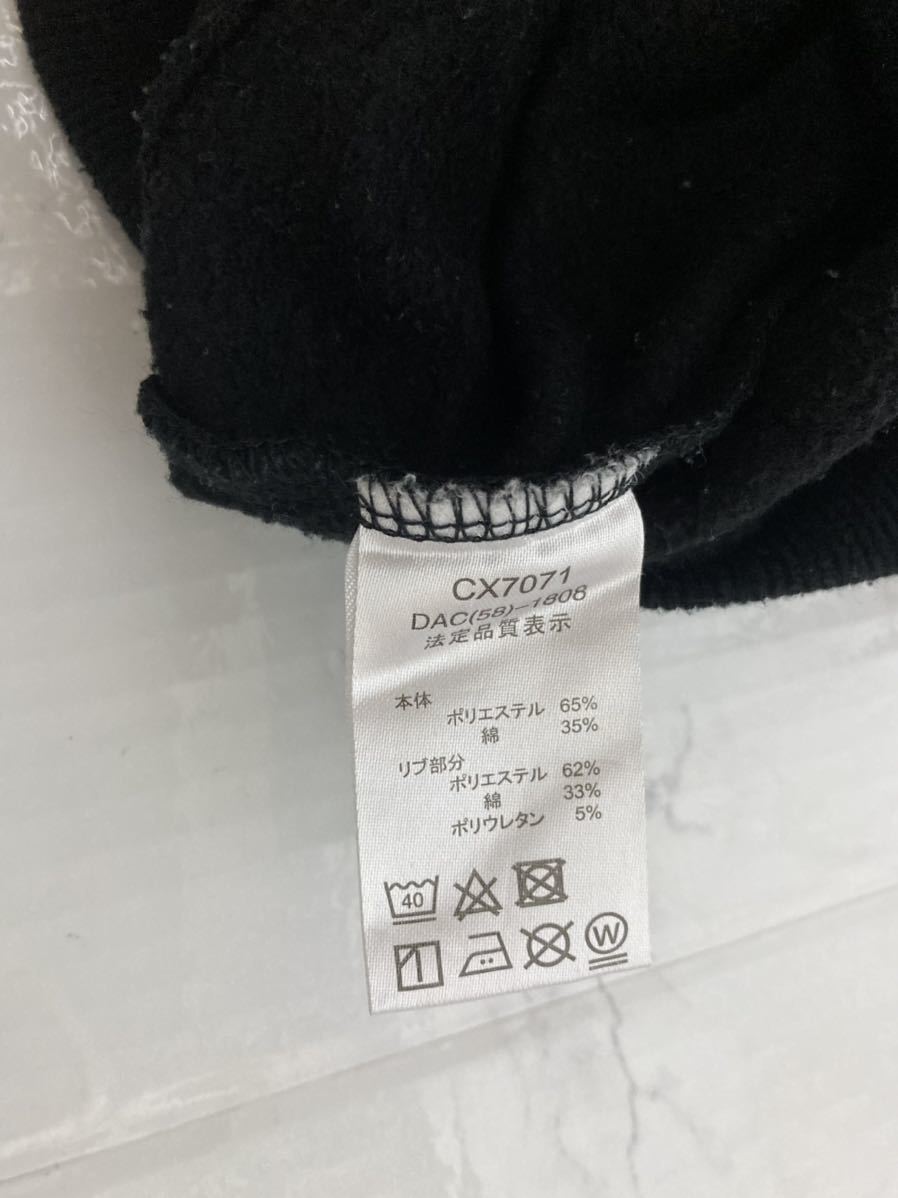 CX7071
DAC(58)-1808
法定品質表示
本体
ポリエステル 65%
綿 35%
リブ部分
ポリエステル 62%
綿 33%
ポリウレタン 5%
40
W